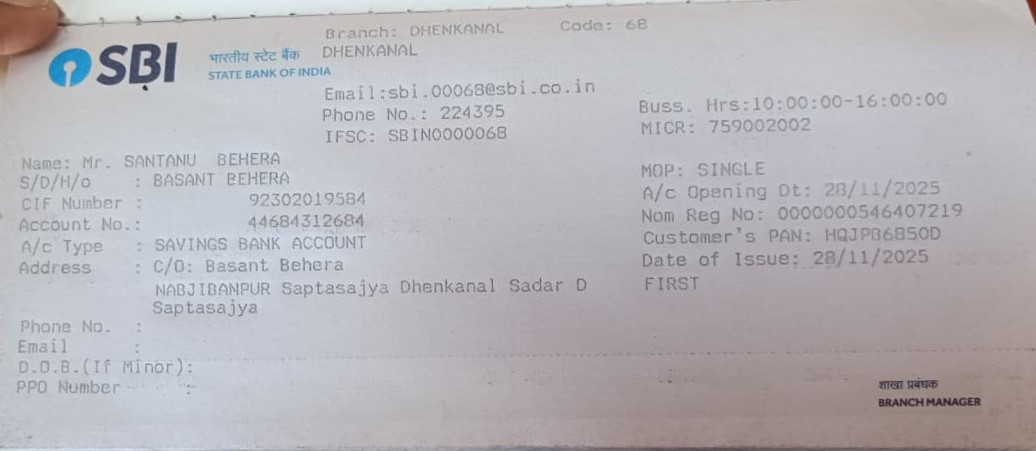 Branch: DHENKANAL Code: 68
SBI भारतीय स्टेट बैंक DHENKANAL
STATE BANK OF INDIA
Email:sbi.00068@sbi.co.in
Phone No.: 224395 Buss. Hrs:10:00:00-16:00:00
IFSC: SBIN0000068 MICR: 759002002
Name: Mr. SANTANU BEHERA MOP: SINGLE
S/D/H/o : BASANT BEHERA A/c Opening Dt: 28/11/2025
CIF Number : 92302019584 Nom Reg No: 0000000546407219
Account No.: 44684312684 Customer's PAN: HQJPB6850D
A/c Type : SAVINGS BANK ACCOUNT Date of Issue: 28/11/2025
Address : C/O: Basant Behera FIRST
NABJIBANPUR Saptasajya Dhenkanal Sadar D
Saptasajya
Phone No. :
Email :
D.O.B.(If Minor):
PPO Number :
शाखा प्रबंधक
BRANCH MANAGER